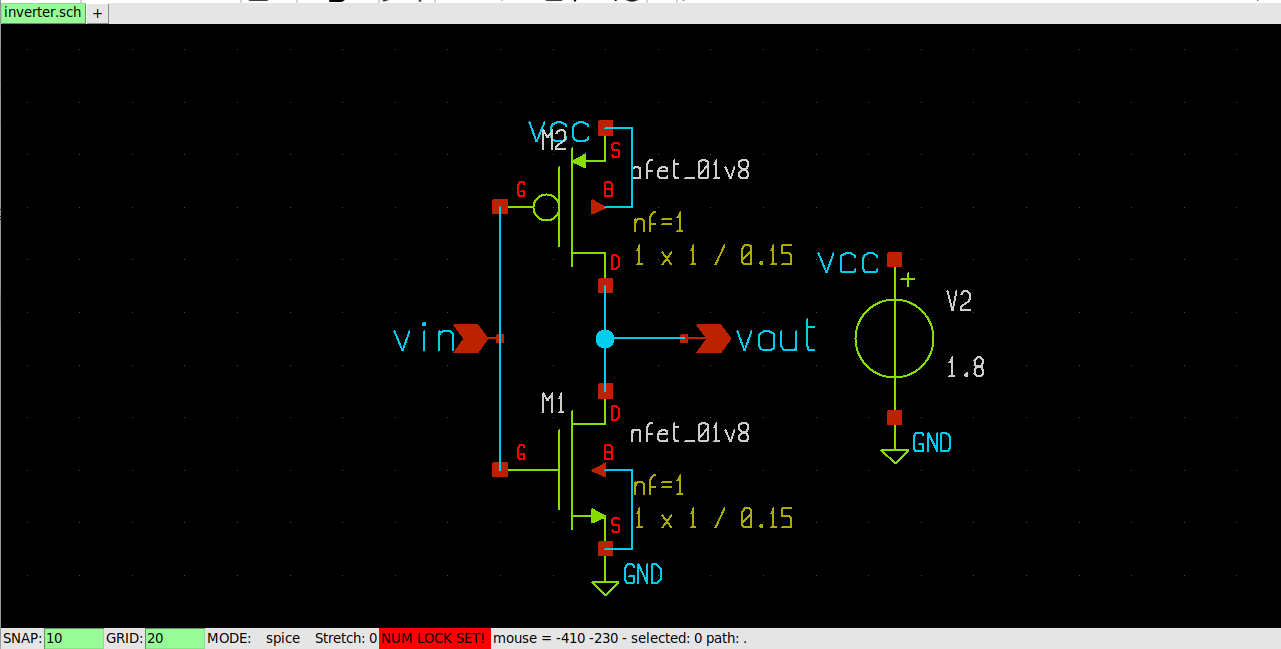 inverter.sch +
VCC
M2
S
G
B
nf=1
D
1 x 1 / 0.15
VCC
+
V2
vin
vout
1.8
M1
D
nfet_01v8
G
B
GND
nf=1
S
1 x 1 / 0.15
GND
SNAP: 10 GRID: 20 MODE: spice Stretch: 0 NUM LOCK SET! mouse = -410 -230 - selected: 0 path: .